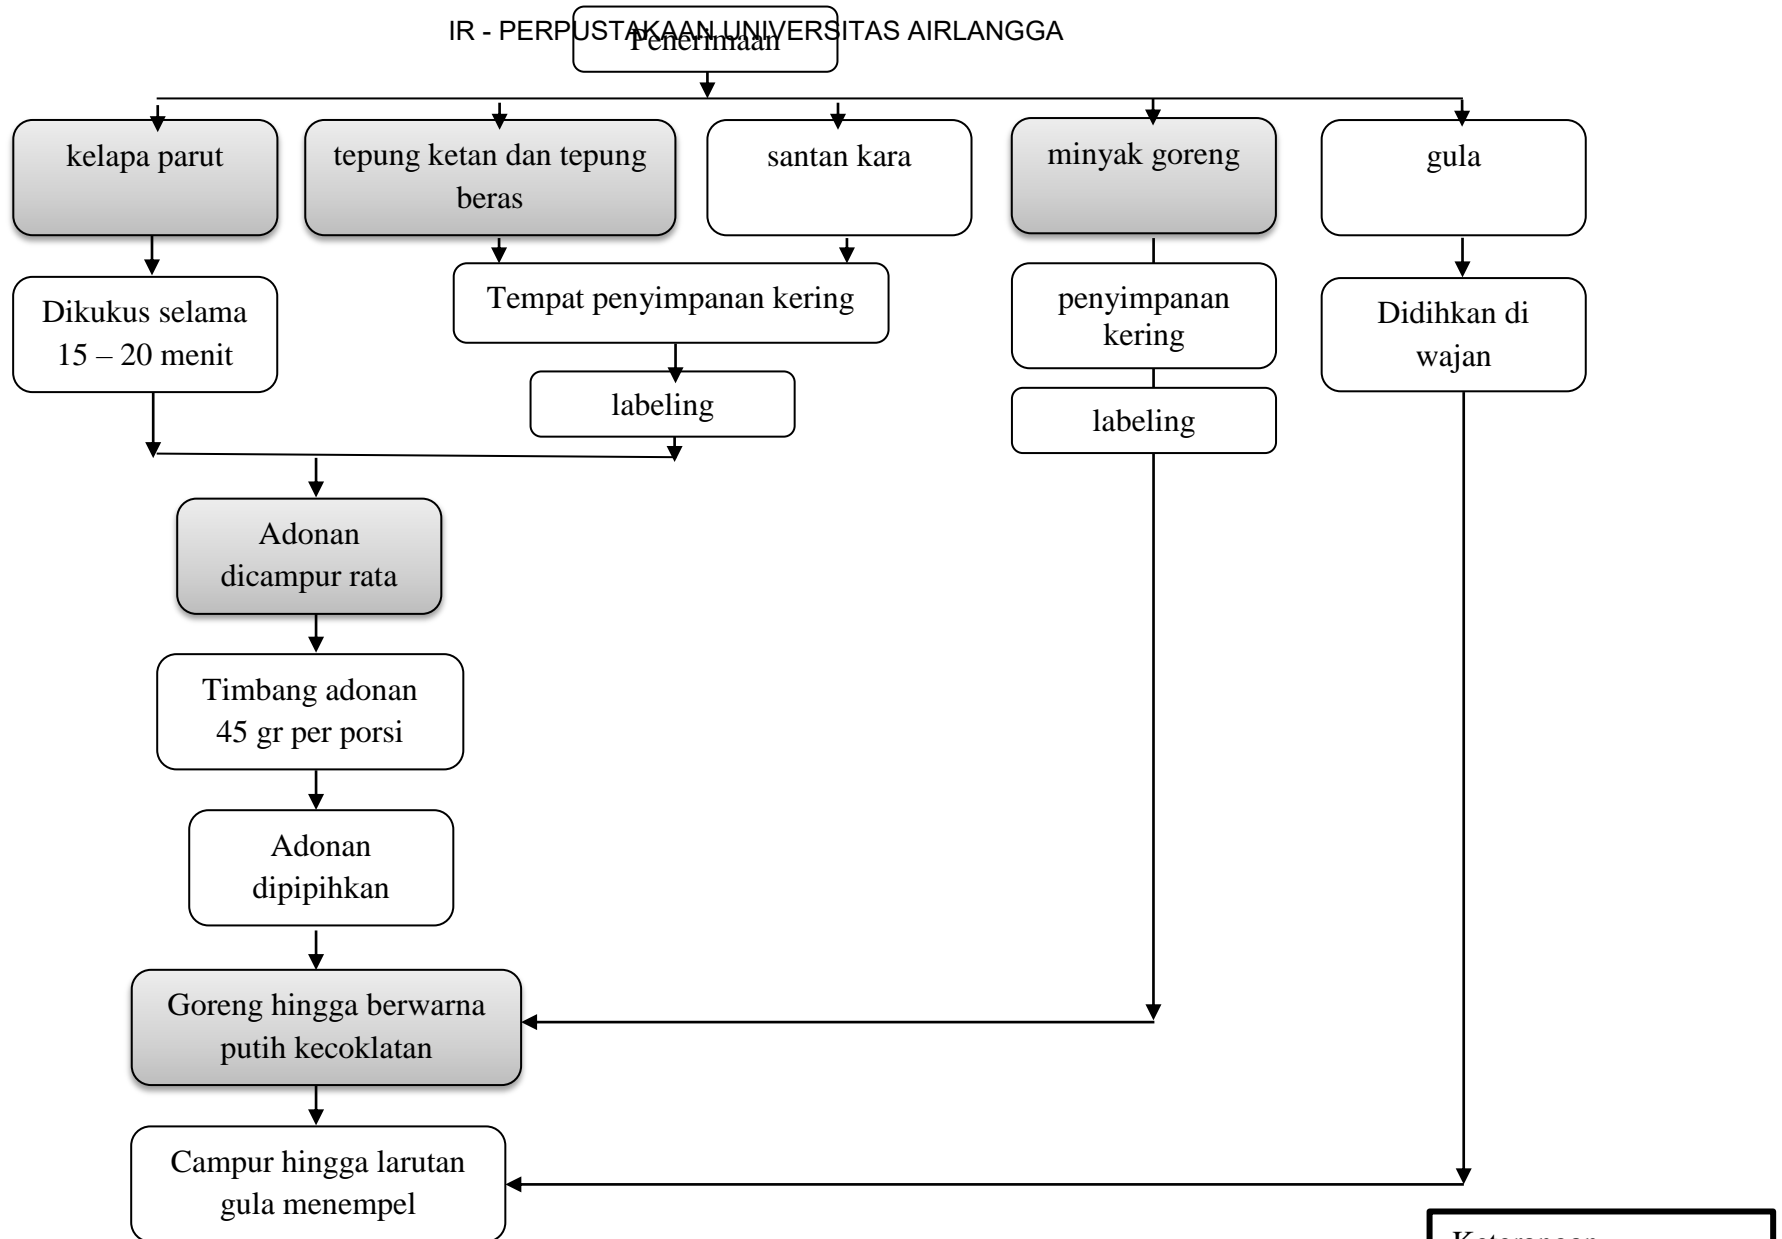 IR - PERPUSTAKAAN UNIVERSITAS AIRLANGGA
Penerimaan
kelapa parut
tepung ketan dan tepung
beras
santan kara
minyak goreng
gula
Dikukus selama
15 – 20 menit
Tempat penyimpanan kering
penyimpanan
kering
Didihkan di
wajan
labeling
labeling
Adonan
dicampur rata
Timbang adonan
45 gr per porsi
Adonan
dipipihkan
Goreng hingga berwarna
putih kecoklatan
Campur hingga larutan
gula menempel